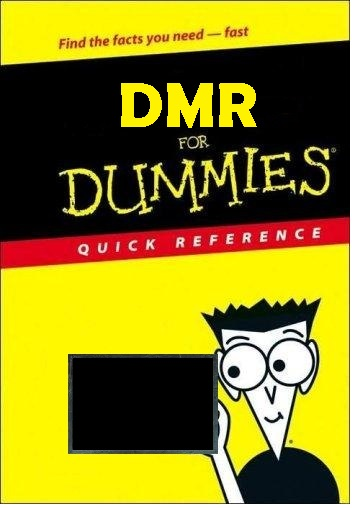 Find the facts you need — fast
DMR
FOR
DUMMIES®
QUICK REFERENCE